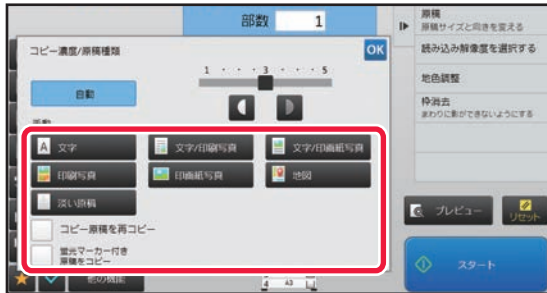 部数 1
コピー濃度/原稿種類
OK
自動
1 ・ ・ ・ 3 ・ ・ ・ 5
手動
A 文字
文字/印刷写真
文字/印画紙写真
印刷写真
印画紙写真
地図
淡い原稿
コピー原稿を再コピー
蛍光マーカー付き
原稿をコピー
他の機能
4 A3
原稿
原稿サイズと向きを変える
読み込み解像度を選択する
地色調整
枠消去
まわりに影ができないようにする
プレビュー
リセット
スタート